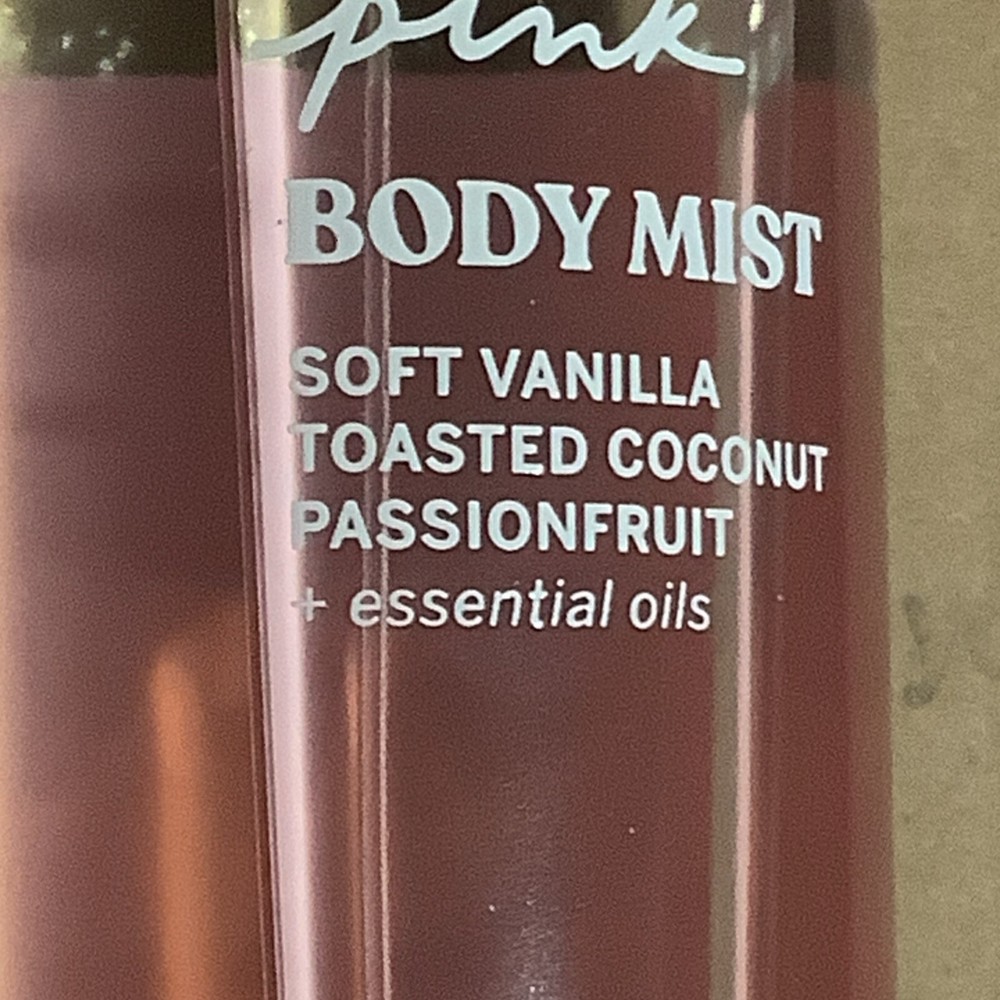 pink
BODY MIST
SOFT VANILLA
TOASTED COCONUT
PASSIONFRUIT
+ essential oils